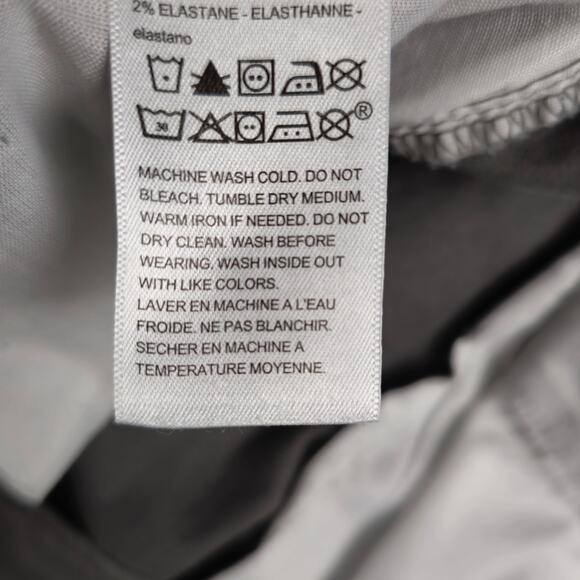 2% ELASTANE - ELASTHANNE -
elastano
30
®
MACHINE WASH COLD. DO NOT
BLEACH. TUMBLE DRY MEDIUM.
WARM IRON IF NEEDED. DO NOT
DRY CLEAN. WASH BEFORE
WEARING. WASH INSIDE OUT
WITH LIKE COLORS.
LAVER EN MACHINE A L'EAU
FROIDE. NE PAS BLANCHIR.
SECHER EN MACHINE A
TEMPERATURE MOYENNE.